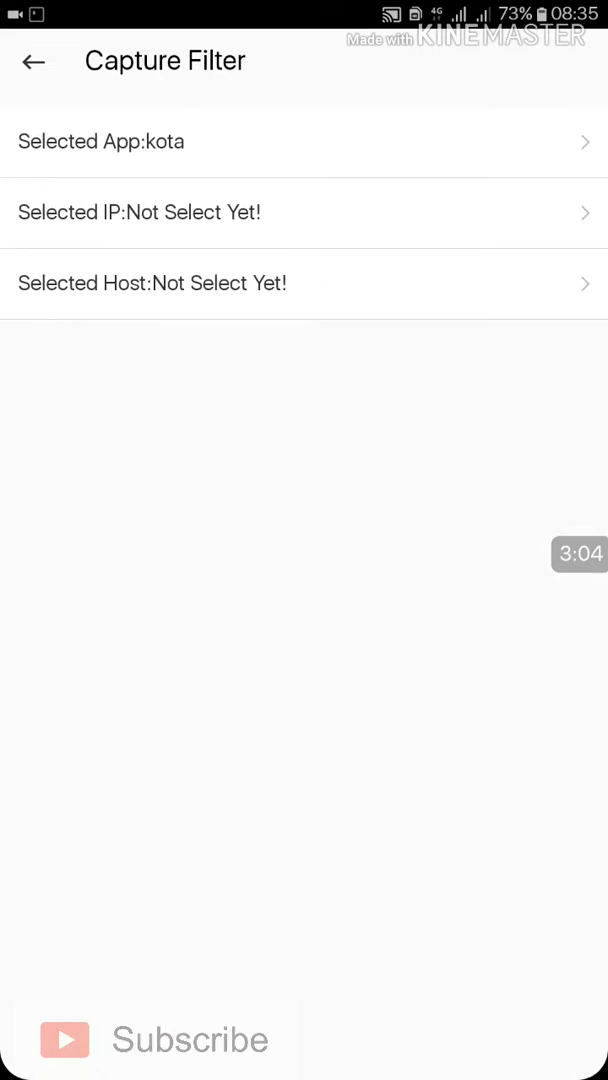 4G 73% 08:35
Made with KINEMASTER
Capture Filter
Selected App:kota
Selected IP:Not Select Yet!
Selected Host:Not Select Yet!
3:04
Subscribe